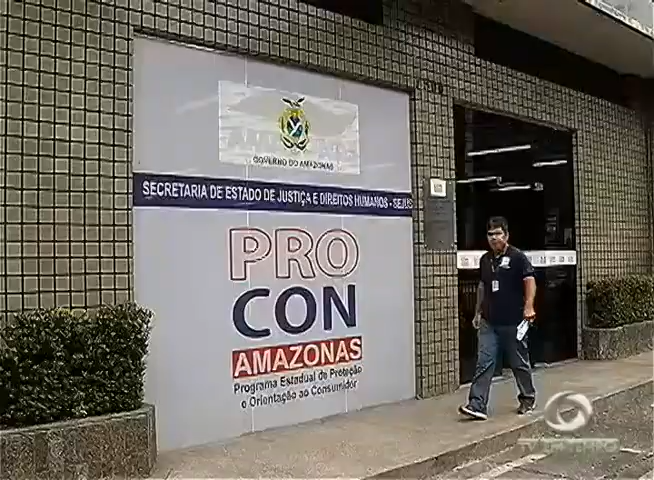 GOVERNO DO AMAZONAS
SECRETARIA DE ESTADO DE JUSTIÇA E DIREITOS HUMANOS - SEJUS
PRO
CON
AMAZONAS
Programa Estadual de Proteção
e Orientação ao Consumidor